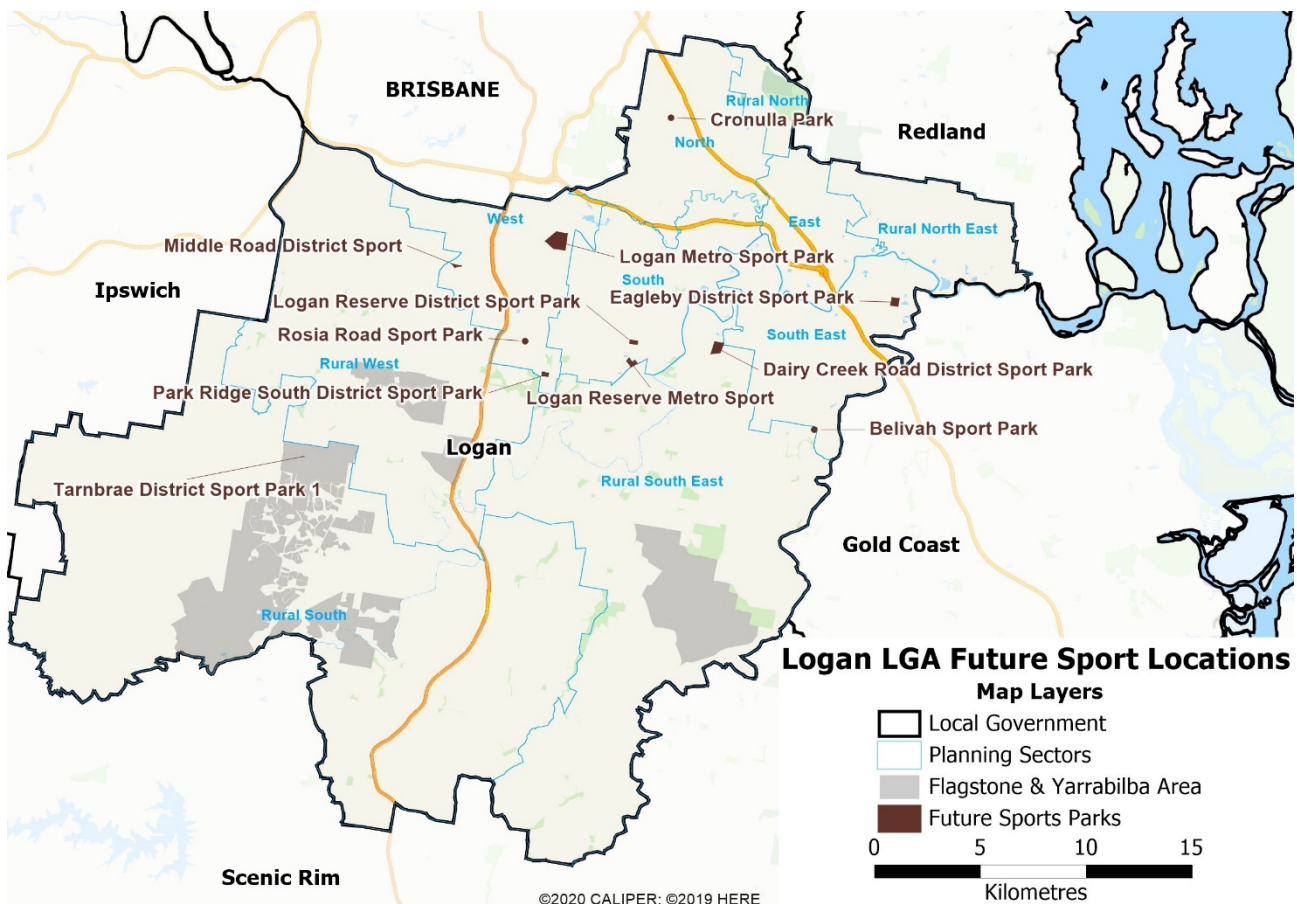 BRISBANE
Rural North
Cronulla Park
Redland
North
West
East
Rural North East
Middle Road District Sport
Logan Metro Sport Park
South
Ipswich
Logan Reserve District Sport Park
Eagleby District Sport Park
Rosia Road Sport Park
South East
Rural West
Dairy Creek Road District Sport Park
Park Ridge South District Sport Park
Logan Reserve Metro Sport
Belivah Sport Park
Logan
Rural South East
Tarnbrae District Sport Park 1
Gold Coast
Rural South
Logan LGA Future Sport Locations
Map Layers
Local Government
Planning Sectors
Flagstone & Yarrabilba Area
Future Sports Parks
0 5 10 15
Kilometres
Scenic Rim
©2020 CALIPER; ©2019 HERE